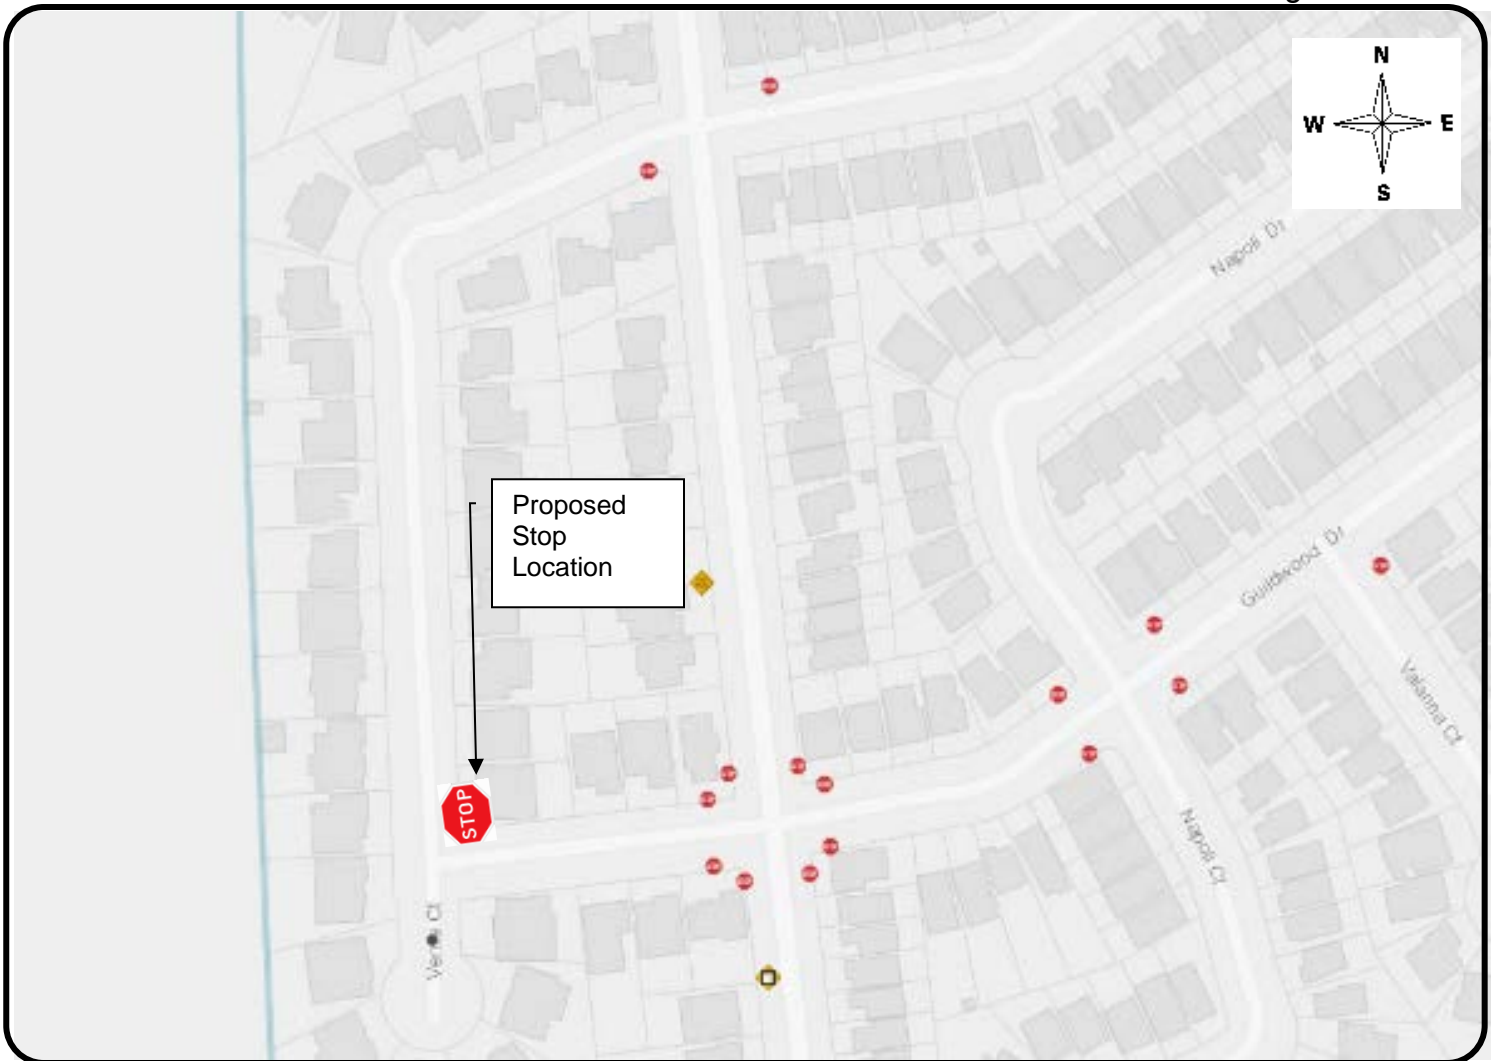 N
W E
S
Napoli Dr
Proposed
Stop
Location
Guildwood Dr
Valanna Ct
STOP
Napoli Ct